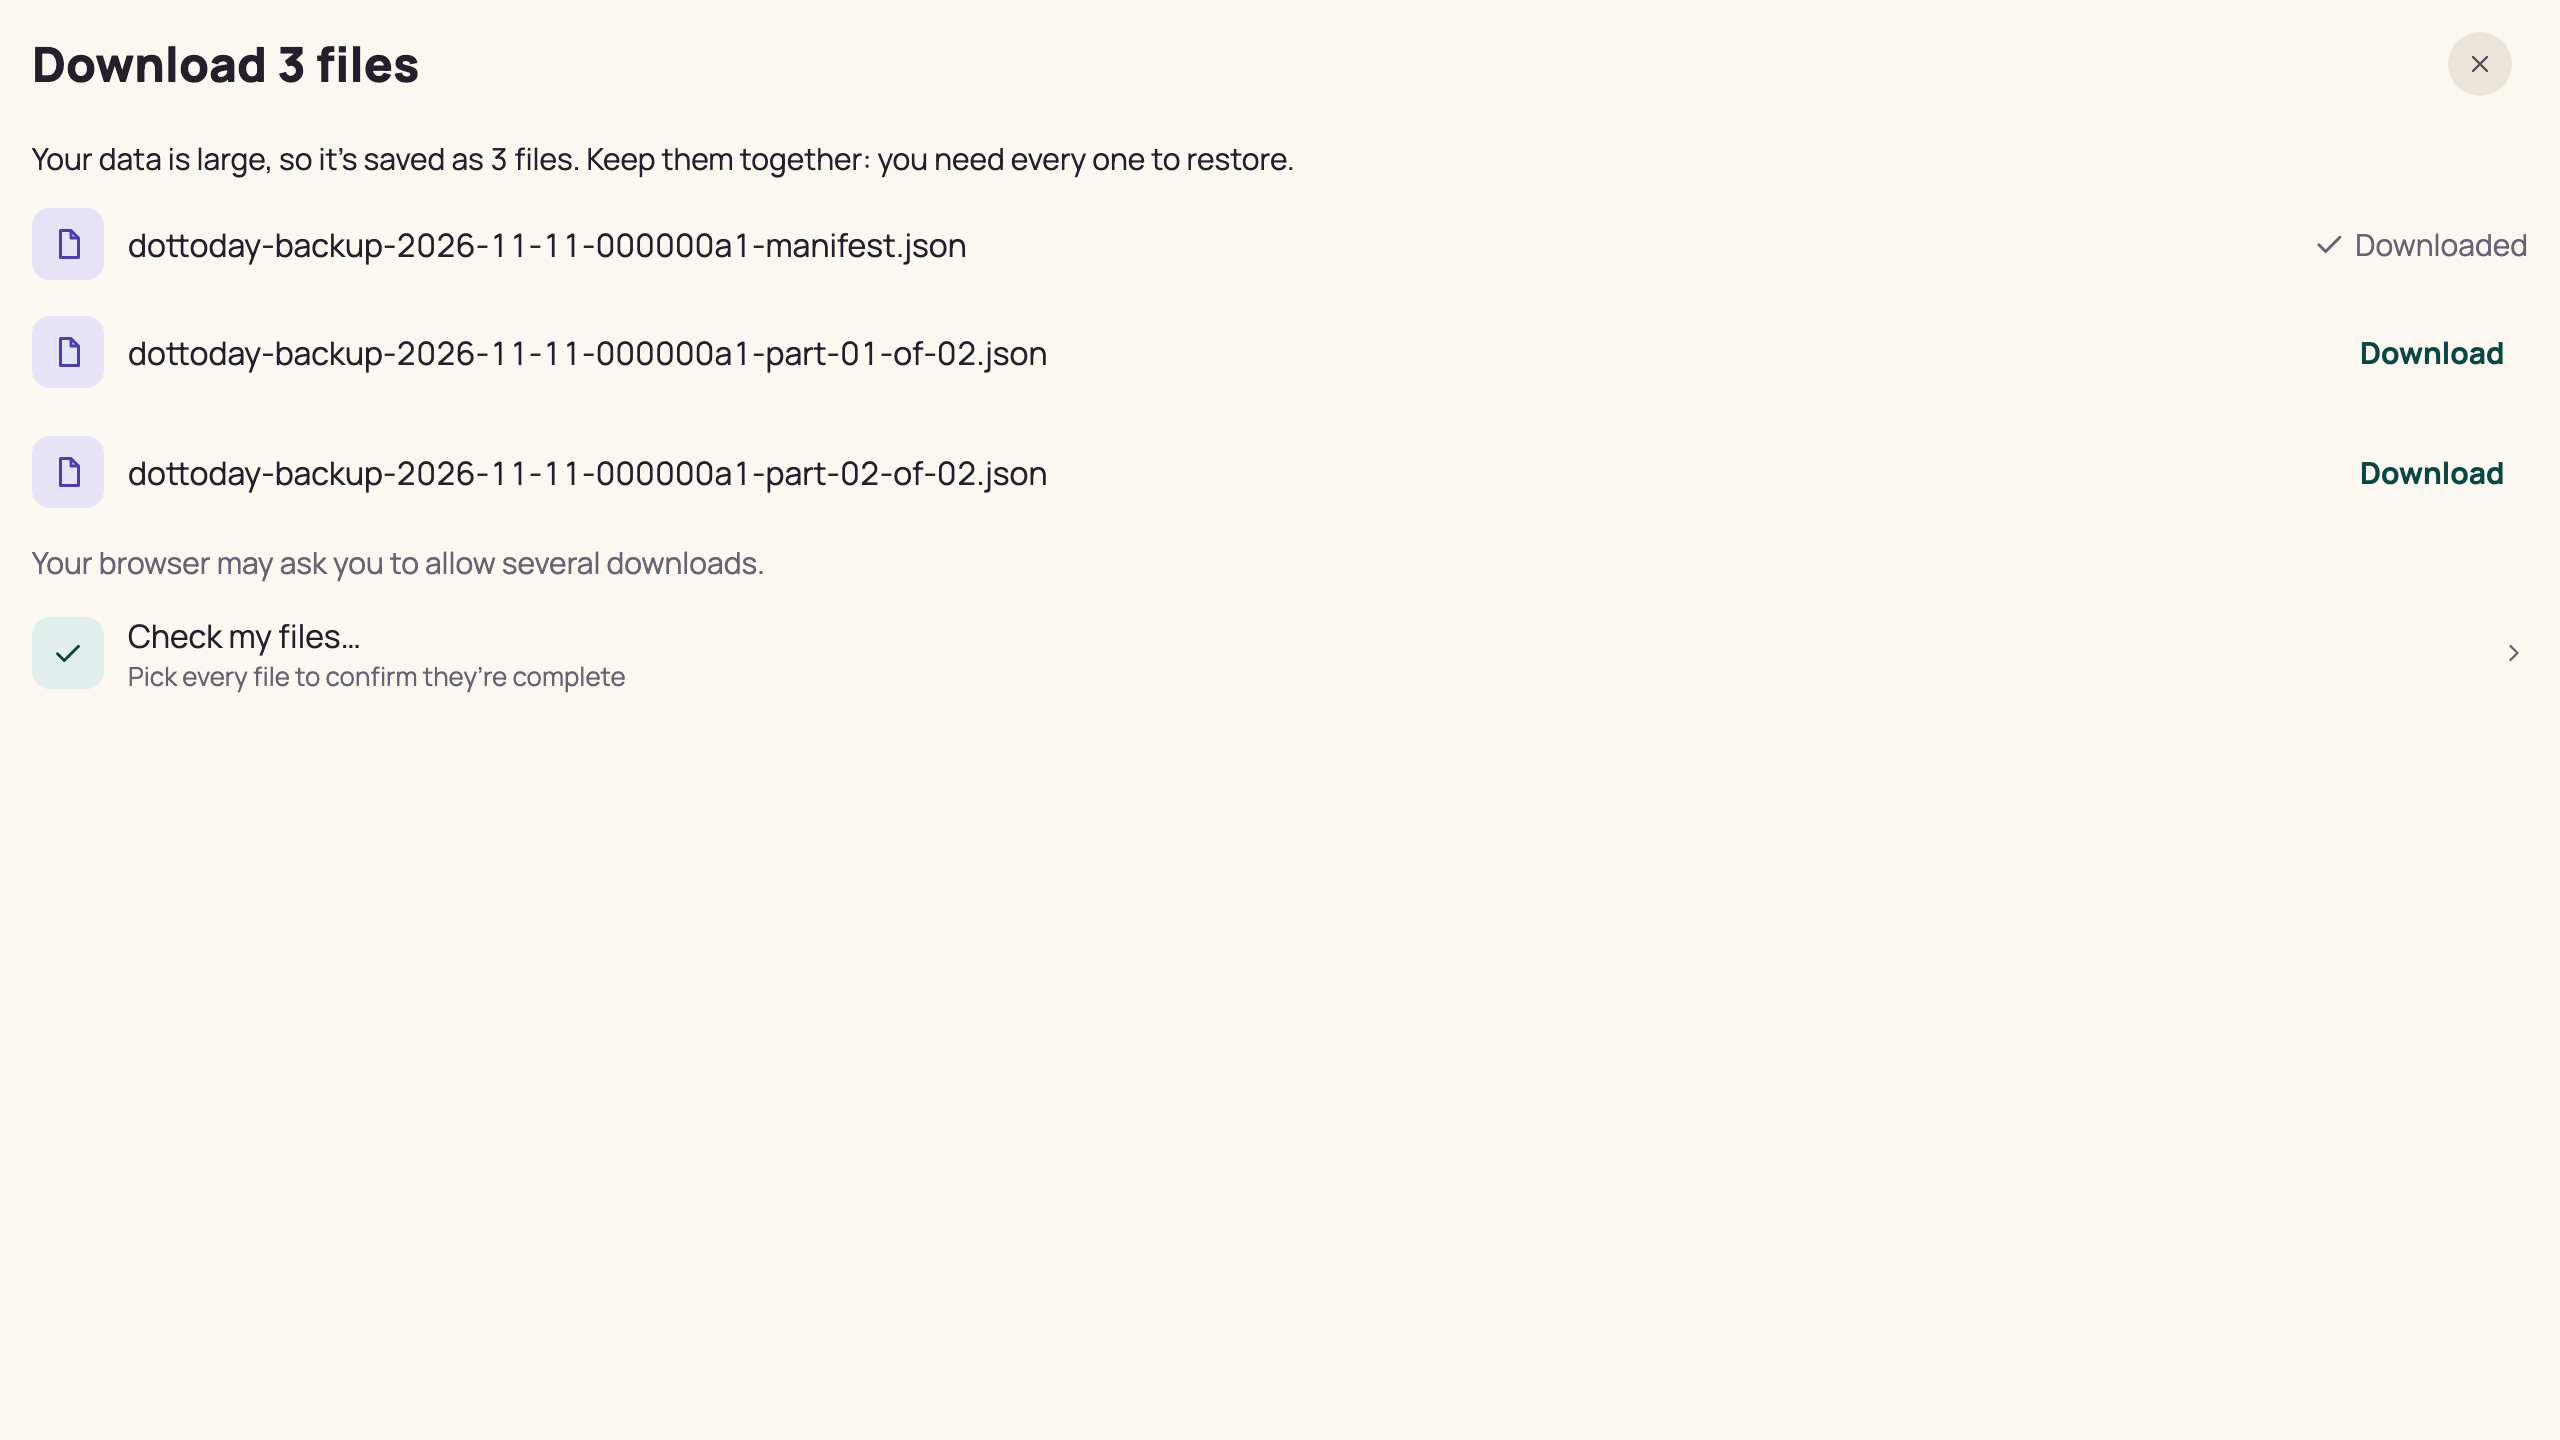 Download 3 files
Your data is large, so it’s saved as 3 files. Keep them together: you need every one to restore.
dottoday-backup-2026-11-11-000000a1-manifest.json
Downloaded
dottoday-backup-2026-11-11-000000a1-part-01-of-02.json
Download
dottoday-backup-2026-11-11-000000a1-part-02-of-02.json
Download
Your browser may ask you to allow several downloads.
Check my files…
Pick every file to confirm they’re complete